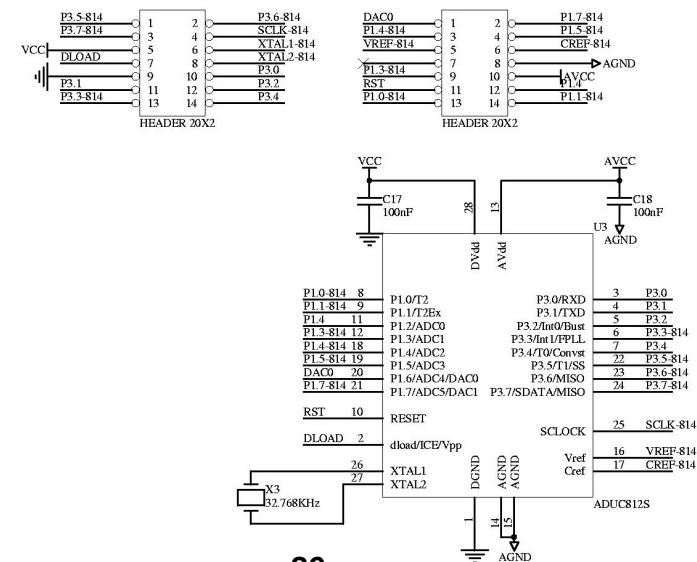 P3.5-814 1 2 P3.6-814
P3.7-814 3 4 SCLK-814
VCC 5 6 XTAL1-814
DLOAD 7 8 XTAL2-814
9 10 P3.0
P3.1 11 12 P3.2
P3.3-814 13 14 P3.4
HEADER 20X2
DAC0 1 2 P1.7-814
P1.4-814 3 4 P1.5-814
VREF-814 5 6 CREF-814
7 8 AGND
P1.3-814 9 10 AVCC
RST 11 12 P1.4
P1.0-814 13 14 P1.1-814
HEADER 20X2
VCC
AVCC
C17
100nF
28
13
C18
100nF
AGND
U3
DVdd
AVdd
P1.0-814 8 P1.0/T2
P1.1-814 9 P1.1/T2Ex
P1.4 11 P1.2/ADC0
P1.3-814 12 P1.3/ADC1
P1.4-814 18 P1.4/ADC2
P1.5-814 19 P1.5/ADC3
DAC0 20 P1.6/ADC4/DAC0
P1.7-814 21 P1.7/ADC5/DAC1
RST 10 RESET
DLOAD 2 dload/ICE/Vpp
26 XTAL1
27 XTAL2
X3
32.768KHz
P3.0/RXD 3 P3.0
P3.1/TXD 4 P3.1
P3.2/Int0/Bust 5 P3.2
P3.3/Int1/FPLL 6 P3.3-814
P3.4/T0/Convst 7 P3.4
P3.5/T1/SS 22 P3.5-814
P3.6/MISO 23 P3.6-814
P3.7/SDATA/MISO 24 P3.7-814
SCLOCK 25 SCLK-814
Vref 16 VREF-814
Cref 17 CREF-814
DGND
AGND
AGND
ADUC812S
1
14
15
AGND